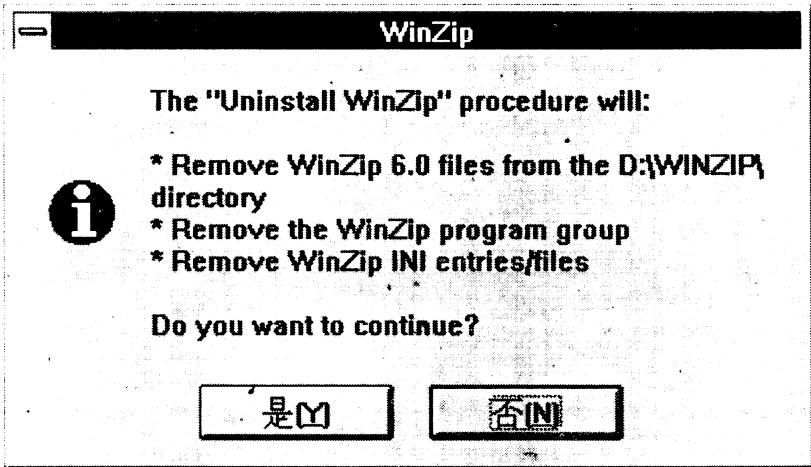 WinZip
The "Uninstall WinZip" procedure will:
* Remove WinZip 6.0 files from the D:\WINZIP\
directory
* Remove the WinZip program group
* Remove WinZip INI entries/files
Do you want to continue?
是(Y)
否(N)